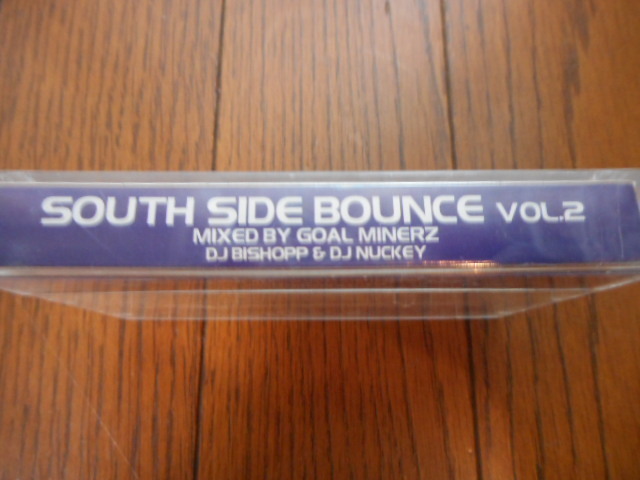 SOUTH SIDE BOUNCE VOL.2
MIXED BY GOAL MINERZ
DJ BISHOPP & DJ NUCKEY